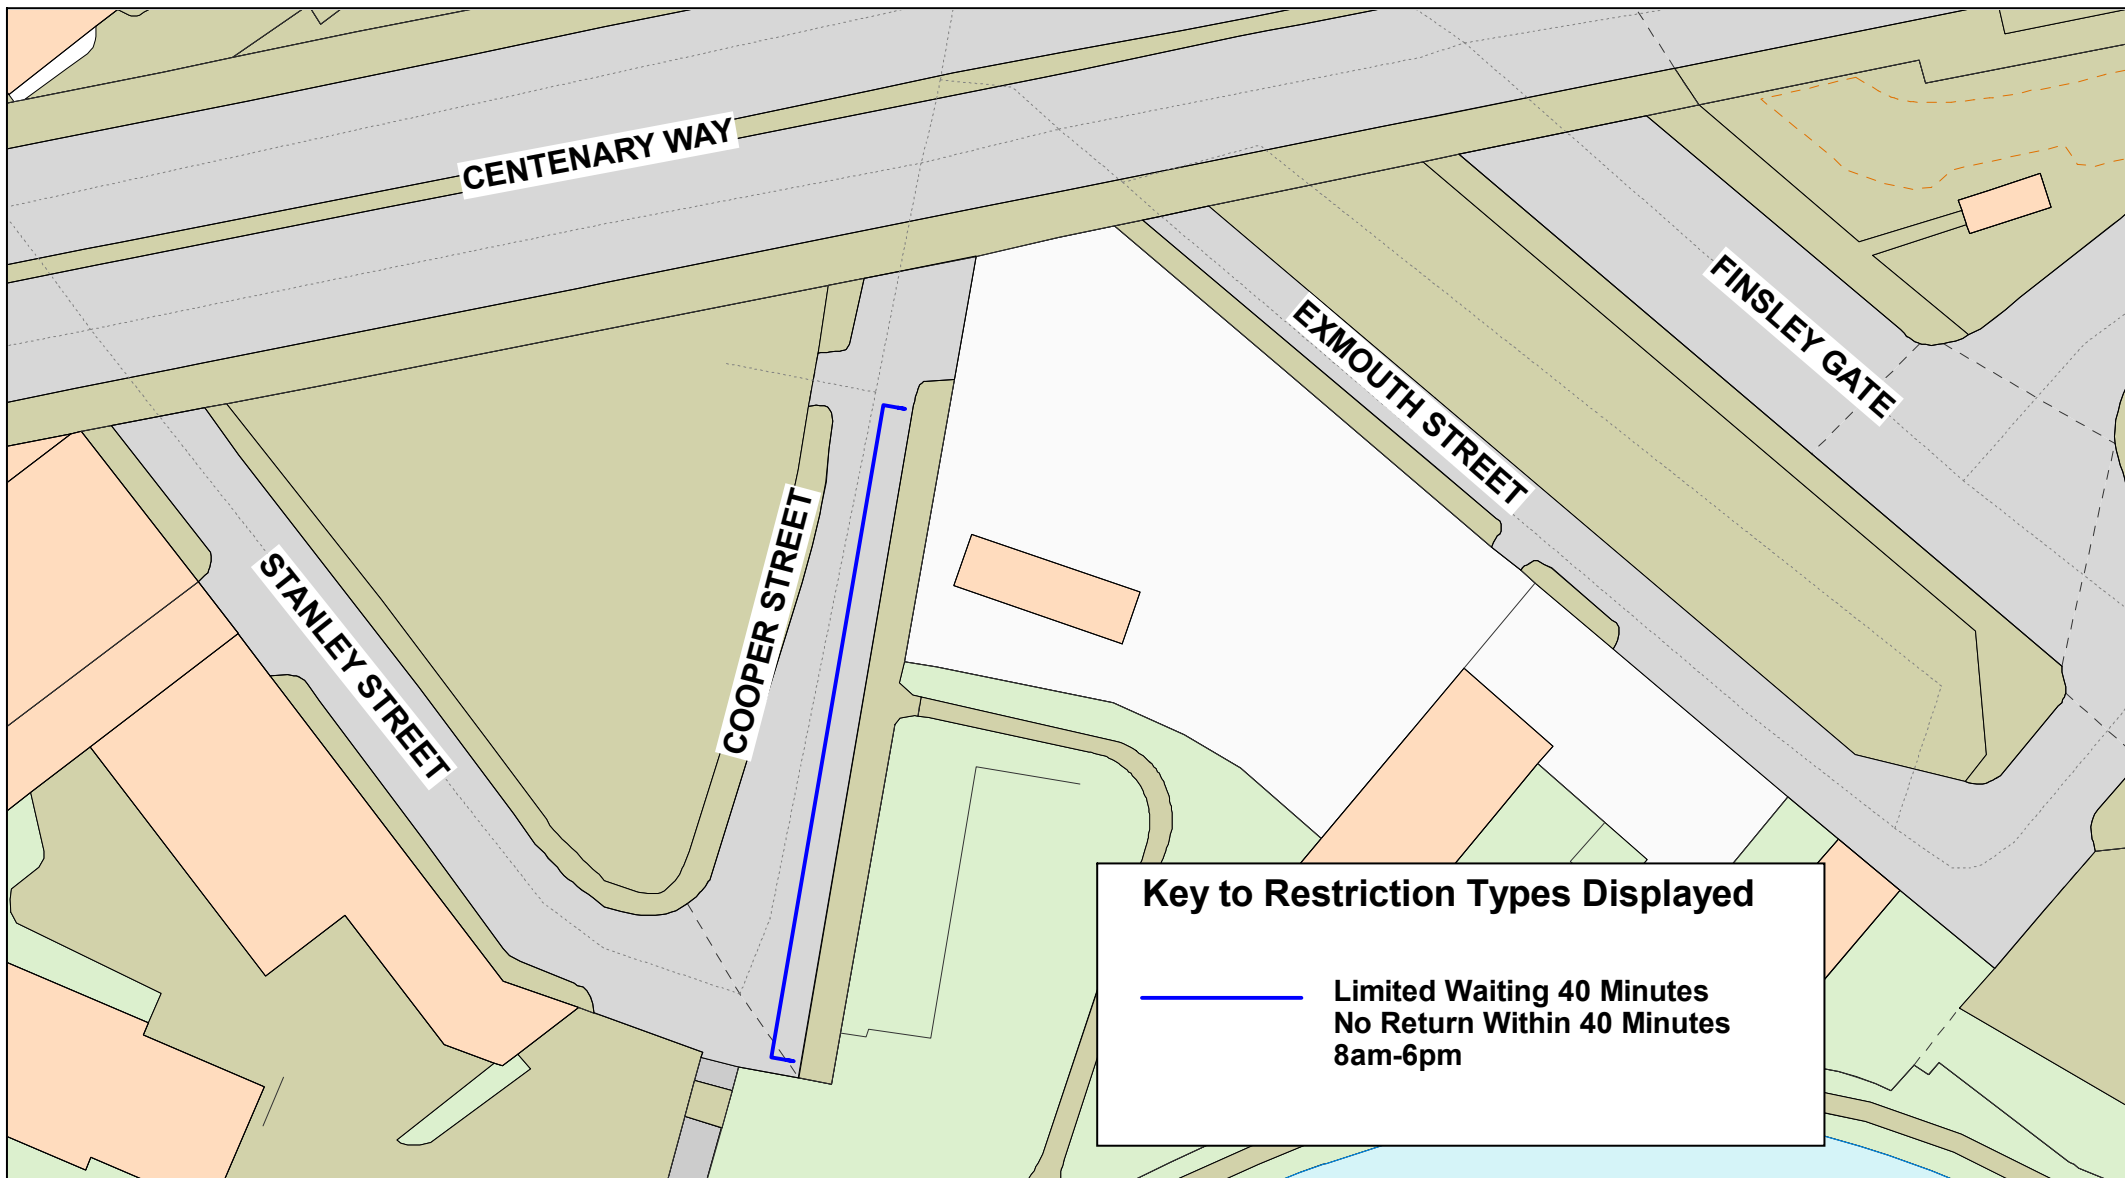 CENTENARY WAY
FINSLEY GATE
EXMOUTH STREET
COOPER STREET
STANLEY STREET
Key to Restriction Types Displayed
Limited Waiting 40 Minutes
No Return Within 40 Minutes
8am-6pm